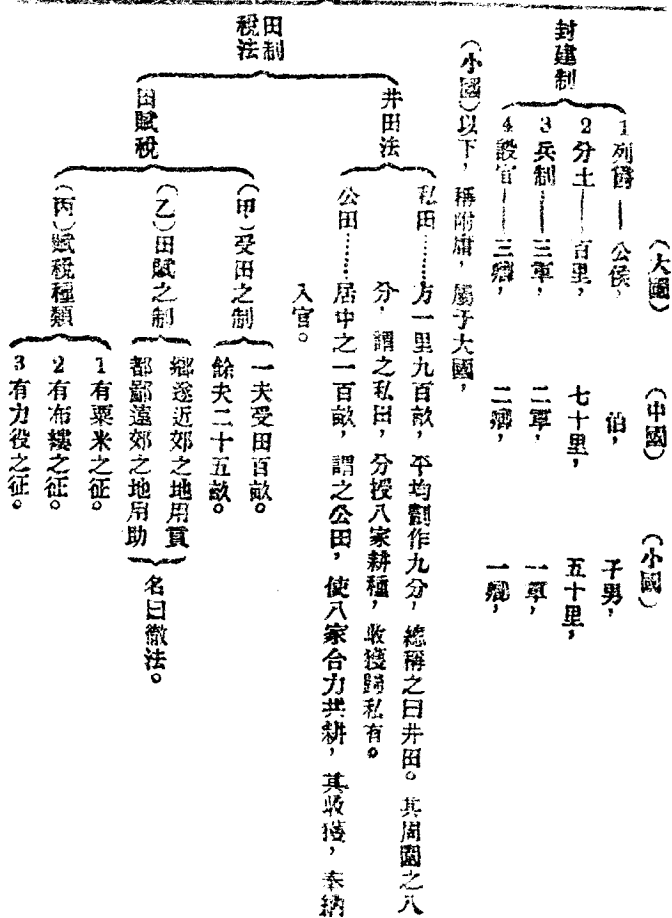 (大國)　(中國)　(小國)
封建制
1 列爵——公侯，　伯，　子男，
2 分土——百里，　七十里，　五十里，
3 兵制——三軍，　二軍，　一軍，
4 設官——三鄉，　二鄉，　一鄉，
(小國)以下，稱附庸，屬于大國，
田制
稅法
井田法
私田……方一里九百畝，平均劃作九分，總稱之曰井田。其周圍之八
分，謂之私田，分授八家耕種，收獲歸私有。
公田……居中之一百畝，謂之公田，使八家合力共耕，其收獲，奉納
入官。
田賦稅
(甲)受田之制
一夫受田百畝。
餘夫二十五畝。
(乙)田賦之制
鄉遂近郊之地用貢
都鄙遠郊之地用助
名曰徹法。
(丙)賦稅種類
1 有粟米之征。
2 有布縷之征。
3 有力役之征。